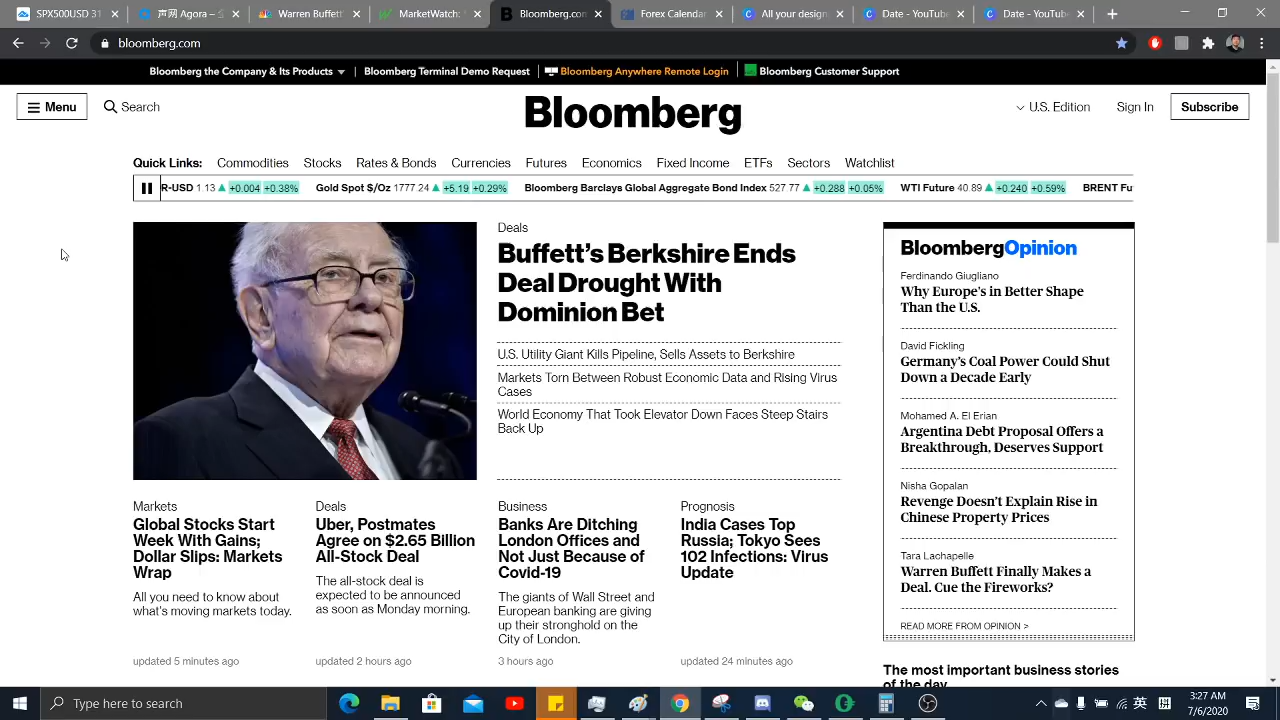 SPX500 31
声网Ago
Warren Buffett
MarketWatc
Bloomberg.com
Forex Calenda
All your desig
Date - YouTub
Date - YouTub
bloomberg.com
Bloomberg the Company & Its Products
Bloomberg Terminal Demo Request
Bloomberg Anywhere Remote Login
Bloomberg Customer Support
Menu
Search
Bloomberg
U.S. Edition
Sign In
Subscribe
Quick Links: Commodities Stocks Rates & Bonds Currencies Futures Economics Fixed Income ETFs Sectors Watchlist
R-USD 1.13 +0.004 +0.38% Gold Spot $/Oz 1777.24 +5.19 +0.29% Bloomberg Barclays Global Aggregate Bond Index 527.77 +0.288 +0.05% WTI Future 40.89 +0.240 +0.59% BRENT Fu
Deals
Buffett's Berkshire Ends
Deal Drought With
Dominion Bet
U.S. Utility Giant Kills Pipeline, Sells Assets to Berkshire
Markets Torn Between Robust Economic Data and Rising Virus
Cases
World Economy That Took Elevator Down Faces Steep Stairs
Back Up
BloombergOpinion
Ferdinando Giugliano
Why Europe's in Better Shape
Than the U.S.
David Fickling
Germany's Coal Power Could Shut
Down a Decade Early
Mohamed A. El Erian
Argentina Debt Proposal Offers a
Breakthrough, Deserves Support
Nisha Gopalan
Revenge Doesn't Explain Rise in
Chinese Property Prices
Tara Lachapelle
Warren Buffett Finally Makes a
Deal. Cue the Fireworks?
READ MORE FROM OPINION >
The most important business stories
of the day
Markets
Global Stocks Start
Week With Gains;
Dollar Slips: Markets
Wrap
All you need to know about
what's moving markets today.
updated 5 minutes ago
Deals
Uber, Postmates
Agree on $2.65 Billion
All-Stock Deal
The all-stock deal is
expected to be announced
as soon as Monday morning.
updated 2 hours ago
Business
Banks Are Ditching
London Offices and
Not Just Because of
Covid-19
The giants of Wall Street and
European banking are giving
up their stronghold on the
City of London.
3 hours ago
Prognosis
India Cases Top
Russia; Tokyo Sees
102 Infections: Virus
Update
updated 24 minutes ago
Type here to search
英
拼
3:27 AM
7/6/2020